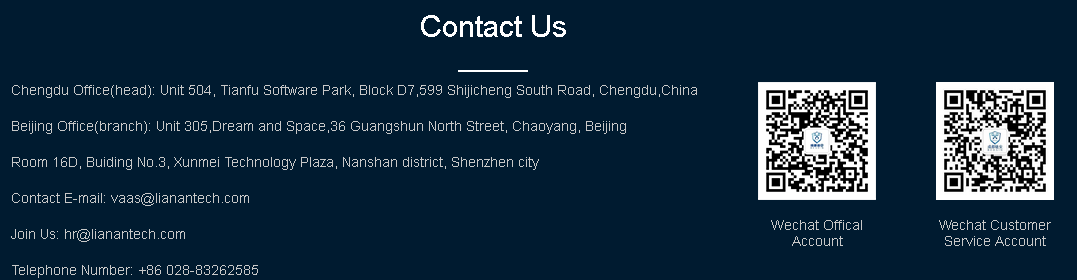 Contact Us
Chengdu Office(head): Unit 504, Tianfu Software Park, Block D7,599 Shijicheng South Road, Chengdu,China
Beijing Office(branch): Unit 305,Dream and Space,36 Guangshun North Street, Chaoyang, Beijing
Room 16D, Buiding No.3, Xunmei Technology Plaza, Nanshan district, Shenzhen city
Contact E-mail: vaas@lianantech.com
Join Us: hr@lianantech.com
Telephone Number: +86 028-83262585
Wechat Offical
Account
Wechat Customer
Service Account